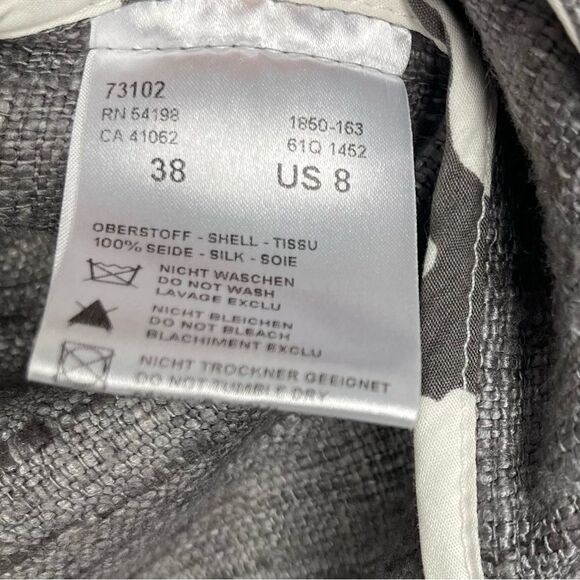 73102
RN 54198
CA 41062
1850-163
61Q 1452
38 US 8
OBERSTOFF - SHELL - TISSU
100% SEIDE - SILK - SOIE
NICHT WASCHEN
DO NOT WASH
LAVAGE EXCLU
NICHT BLEICHEN
DO NOT BLEACH
BLACHIMENT EXCLU
NICHT TROCKNER GEEIGNET
DO NOT TUMBLE DRY